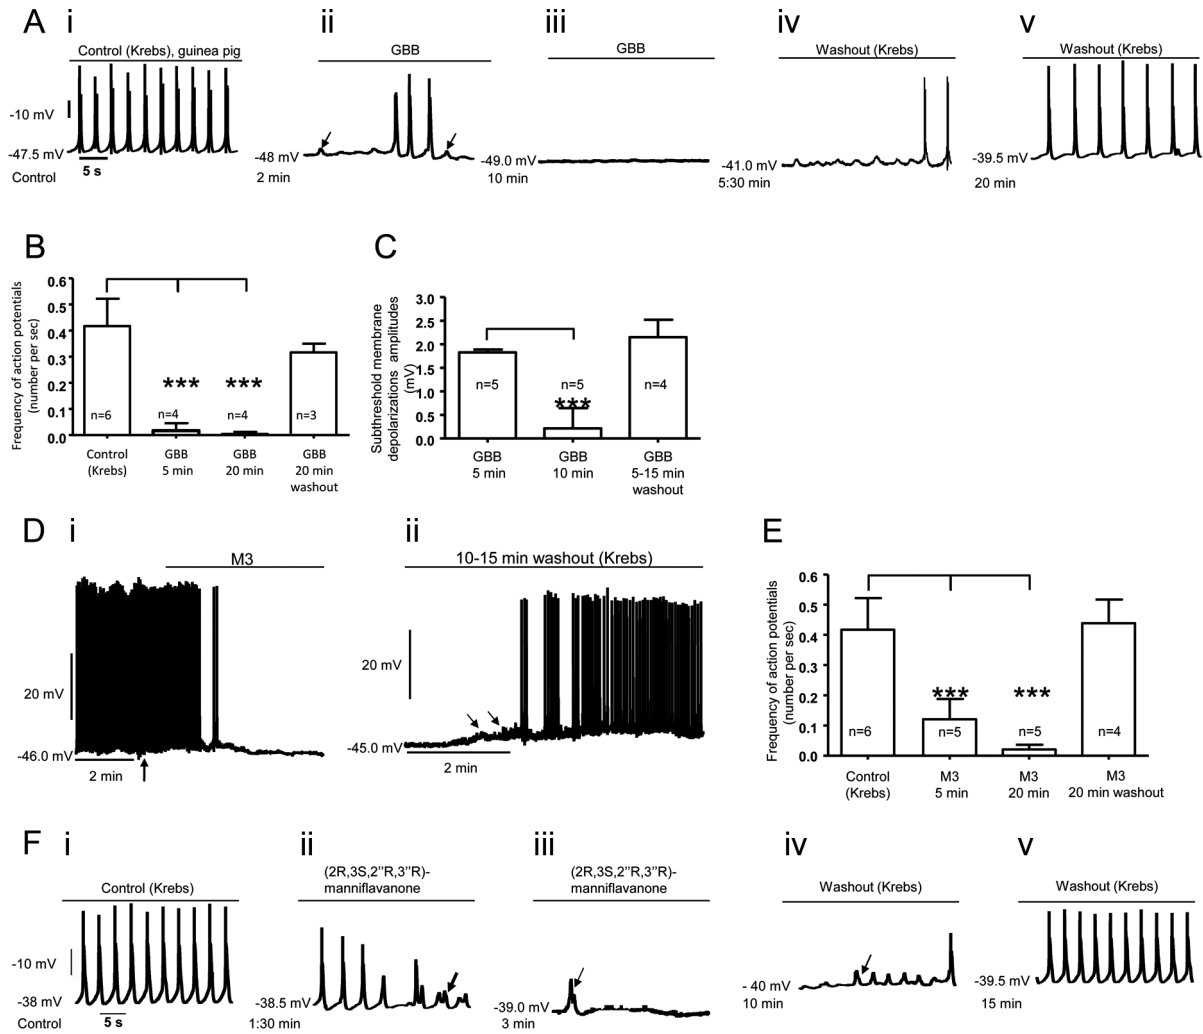 A i ii iii iv v
Control (Krebs), guinea pig GBB GBB Washout (Krebs) Washout (Krebs)
-10 mV
-47.5 mV -48 mV -49.0 mV -41.0 mV -39.5 mV
5 s
Control 2 min 10 min 5:30 min 20 min
B
Frequency of action potentials
(number per sec)
0.6
0.5
0.4
0.3
0.2
0.1
0.0
*** ***
n=6 n=4 n=4 n=3
Control (Krebs)
GBB 5 min
GBB 20 min
GBB 20 min washout
C
Subthreshold membrane
depolarizations amplitudes
(mV)
3.0
2.5
2.0
1.5
1.0
0.5
0.0
n=5 n=5 n=4
***
GBB 5 min
GBB 10 min
GBB 5-15 min washout
D i ii
M3 10-15 min washout (Krebs)
20 mV 20 mV
-46.0 mV -45.0 mV
2 min 2 min
E
Frequency of action potentials
(number per sec)
0.6
0.5
0.4
0.3
0.2
0.1
0.0
*** ***
n=6 n=5 n=5 n=4
Control (Krebs)
M3 5 min
M3 20 min
M3 20 min washout
F i ii iii iv v
Control (Krebs)
(2R,3S,2"R,3"R)-
manniflavanone
(2R,3S,2"R,3"R)-
manniflavanone
Washout (Krebs) Washout (Krebs)
-10 mV
-38 mV -38.5 mV -39.0 mV - 40 mV -39.5 mV
5 s
Control 1:30 min 3 min 10 min 15 min